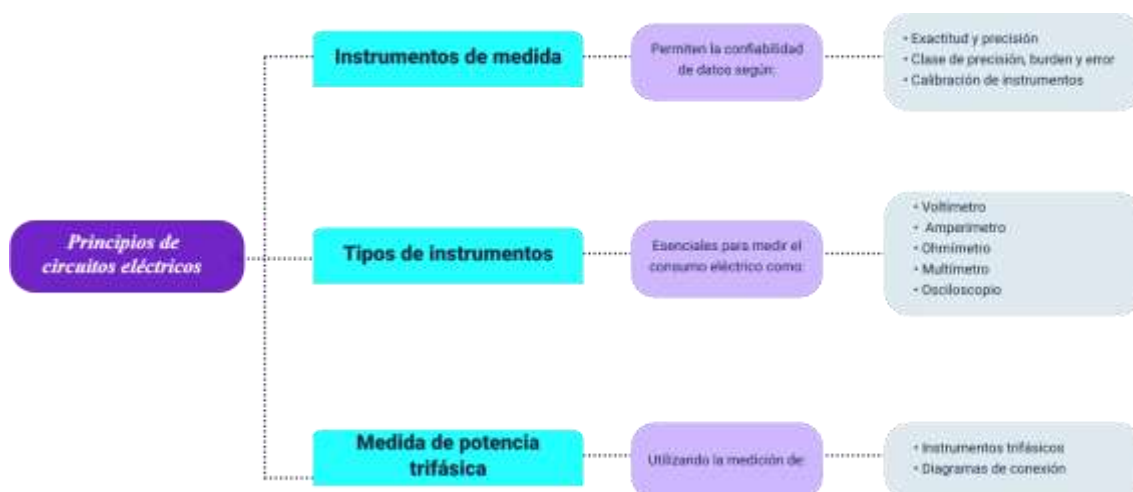 Principios de
circuitos eléctricos
Instrumentos de medida
Permiten la confiabilidad
de datos según:
• Exactitud y precisión
• Clase de precisión, burden y error
• Calibración de instrumentos
Tipos de instrumentos
Esenciales para medir el
consumo eléctrico como:
• Voltímetro
• Amperímetro
• Ohmímetro
• Multímetro
• Osciloscopio
Medida de potencia
trifásica
Utilizando la medición de:
• Instrumentos trifásicos
• Diagramas de conexión